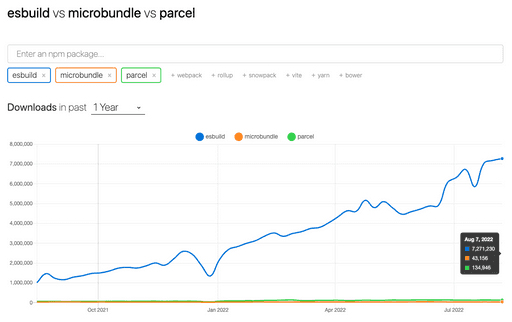 esbuild vs microbundle vs parcel
Enter an npm package...
esbuild × microbundle × parcel × + webpack + rollup + snowpack + vite + yarn + bower
Downloads in past 1 Year
esbuild microbundle parcel
8,000,000
7,000,000
6,000,000
5,000,000
4,000,000
3,000,000
2,000,000
1,000,000
0
Aug 7, 2022
7,271,230
43,156
134,946
Oct 2021 Jan 2022 Apr 2022 Jul 2022